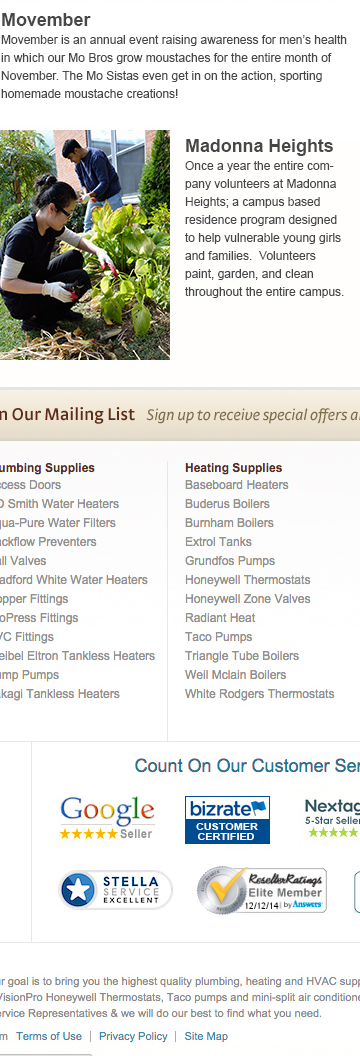 Movember
Movember is an annual event raising awareness for men's health
in which our Mo Bros grow moustaches for the entire month of
November. The Mo Sistas even get in on the action, sporting
homemade moustache creations!
Madonna Heights
Once a year the entire com-
pany volunteers at Madonna
Heights; a campus based
residence program designed
to help vulnerable young girls
and families.  Volunteers
paint, garden, and clean
throughout the entire campus.
n Our Mailing List Sign up to receive special offers a
umbing Supplies
ccess Doors
O Smith Water Heaters
qua-Pure Water Filters
ackflow Preventers
all Valves
radford White Water Heaters
opper Fittings
oPress Fittings
VC Fittings
eibel Eltron Tankless Heaters
ump Pumps
akagi Tankless Heaters
Heating Supplies
Baseboard Heaters
Buderus Boilers
Burnham Boilers
Extrol Tanks
Grundfos Pumps
Honeywell Thermostats
Honeywell Zone Valves
Radiant Heat
Taco Pumps
Triangle Tube Boilers
Weil Mclain Boilers
White Rodgers Thermostats
Count On Our Customer Ser
Google
Seller
bizrate
CUSTOMER
CERTIFIED
Nextag
5-Star Seller
STELLA
SERVICE
EXCELLENT
ResellerRatings
Elite Member
12/12/14 | by Answers
r goal is to bring you the highest quality plumbing, heating and HVAC supp
VisionPro Honeywell Thermostats, Taco pumps and mini-split air conditione
ervice Representatives & we will do our best to find what you need.
m Terms of Use | Privacy Policy | Site Map